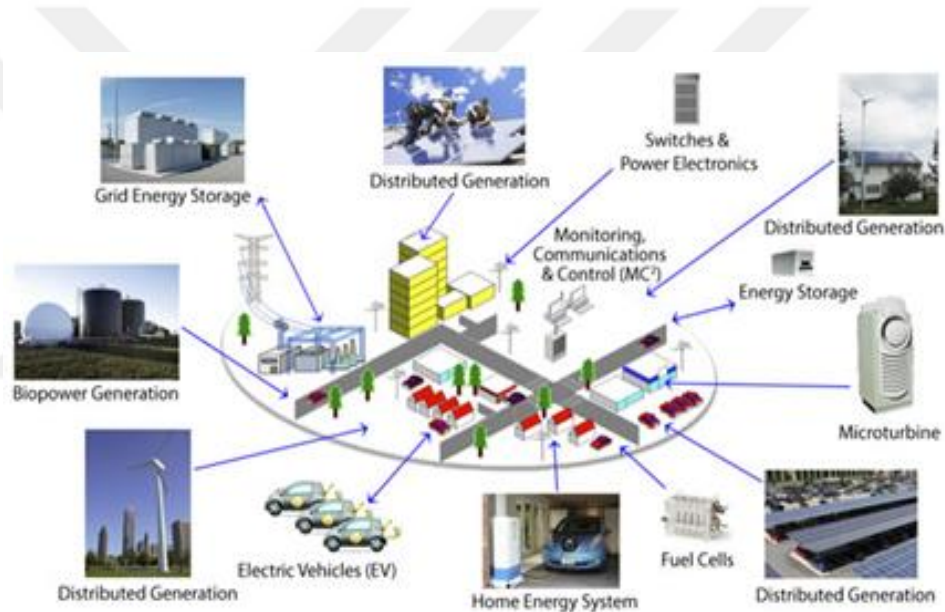 Switches &
Power Electronics
Grid Energy Storage
Distributed Generation
Distributed Generation
Monitoring,
Communications
& Control (MC²)
Energy Storage
Biopower Generation
Microturbine
Distributed Generation
Electric Vehicles (EV)
Home Energy System
Fuel Cells
Distributed Generation